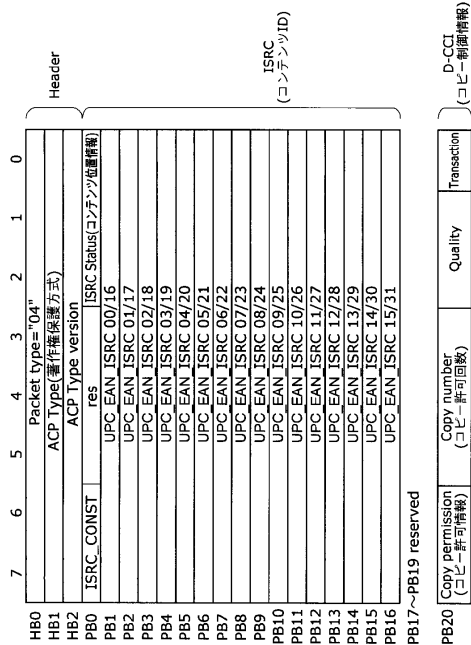 7 6 5 4 3 2 1 0
HB0 Packet type="04"
HB1 ACP Type(著作権保護方式)
HB2 ACP Type version
Header
PB0 ISRC_CONST res ISRC Status(コンテンツ位置情報)
PB1 UPC_EAN_ISRC 00/16
PB2 UPC_EAN_ISRC 01/17
PB3 UPC_EAN_ISRC 02/18
PB4 UPC_EAN_ISRC 03/19
PB5 UPC_EAN_ISRC 04/20
PB6 UPC_EAN_ISRC 05/21
PB7 UPC_EAN_ISRC 06/22
PB8 UPC_EAN_ISRC 07/23
PB9 UPC_EAN_ISRC 08/24
PB10 UPC_EAN_ISRC 09/25
PB11 UPC_EAN_ISRC 10/26
PB12 UPC_EAN_ISRC 11/27
PB13 UPC_EAN_ISRC 12/28
PB14 UPC_EAN_ISRC 13/29
PB15 UPC_EAN_ISRC 14/30
PB16 UPC_EAN_ISRC 15/31
ISRC
(コンテンツID)
PB17～PB19 reserved
PB20 Copy permission
(コピー許可情報)
Copy number
(コピー許可回数)
Quality
Transaction
D-CCI
(コピー制御情報)